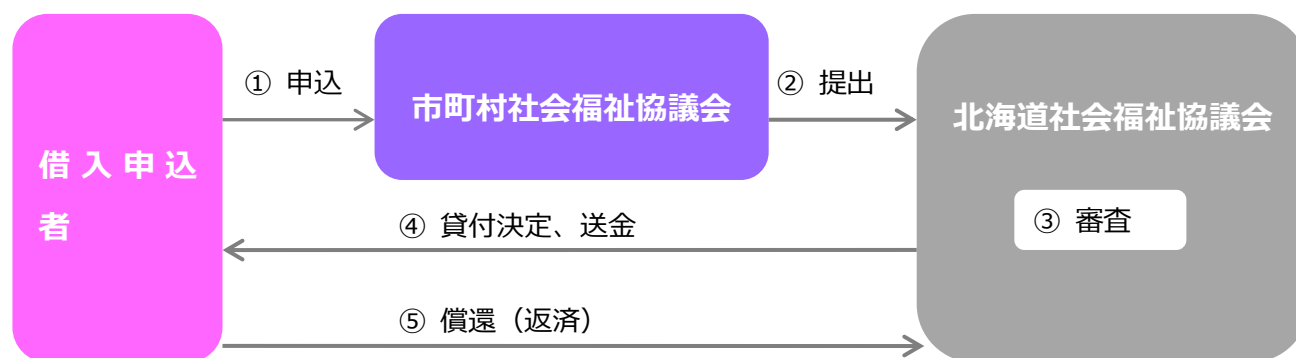 ① 申込
市町村社会福祉協議会
② 提出
北海道社会福祉協議会
借入申込
者
③ 審査
④ 貸付決定、送金
⑤ 償還（返済）